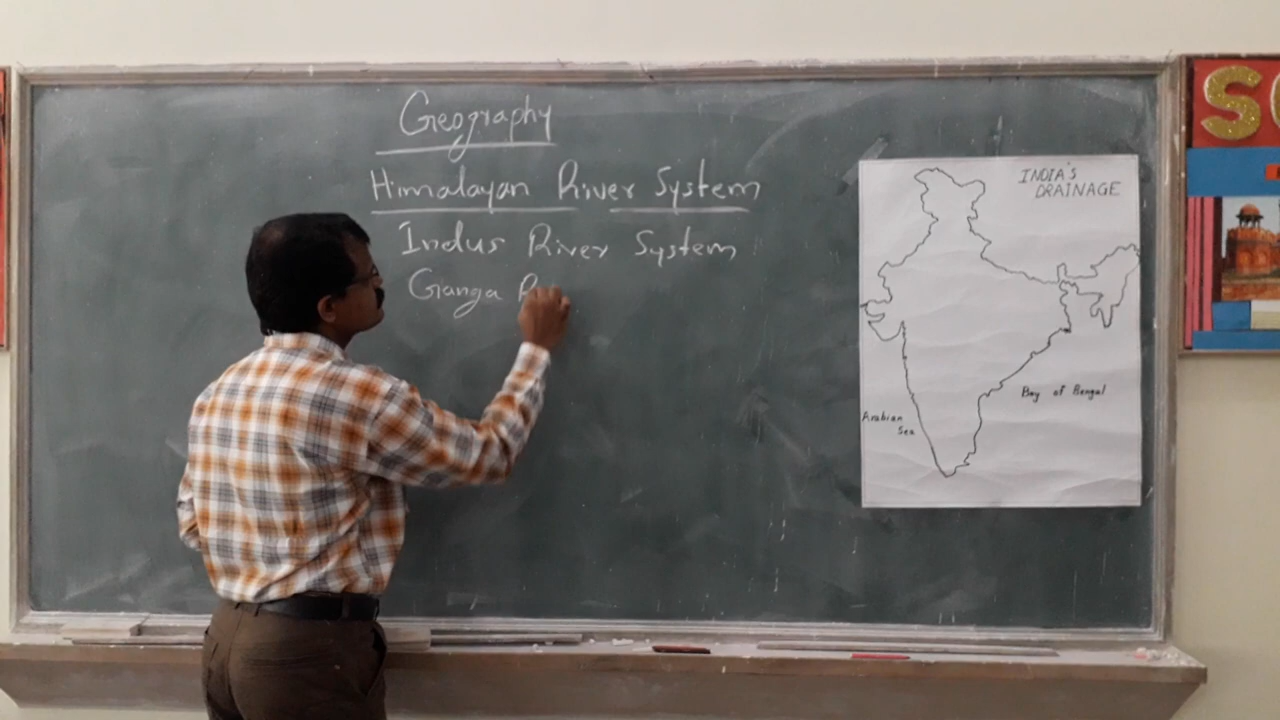 Geography
Himalayan River System
Indus River System
Ganga
INDIA'S
DRAINAGE
Bay of Bengal
Arabian
Sea